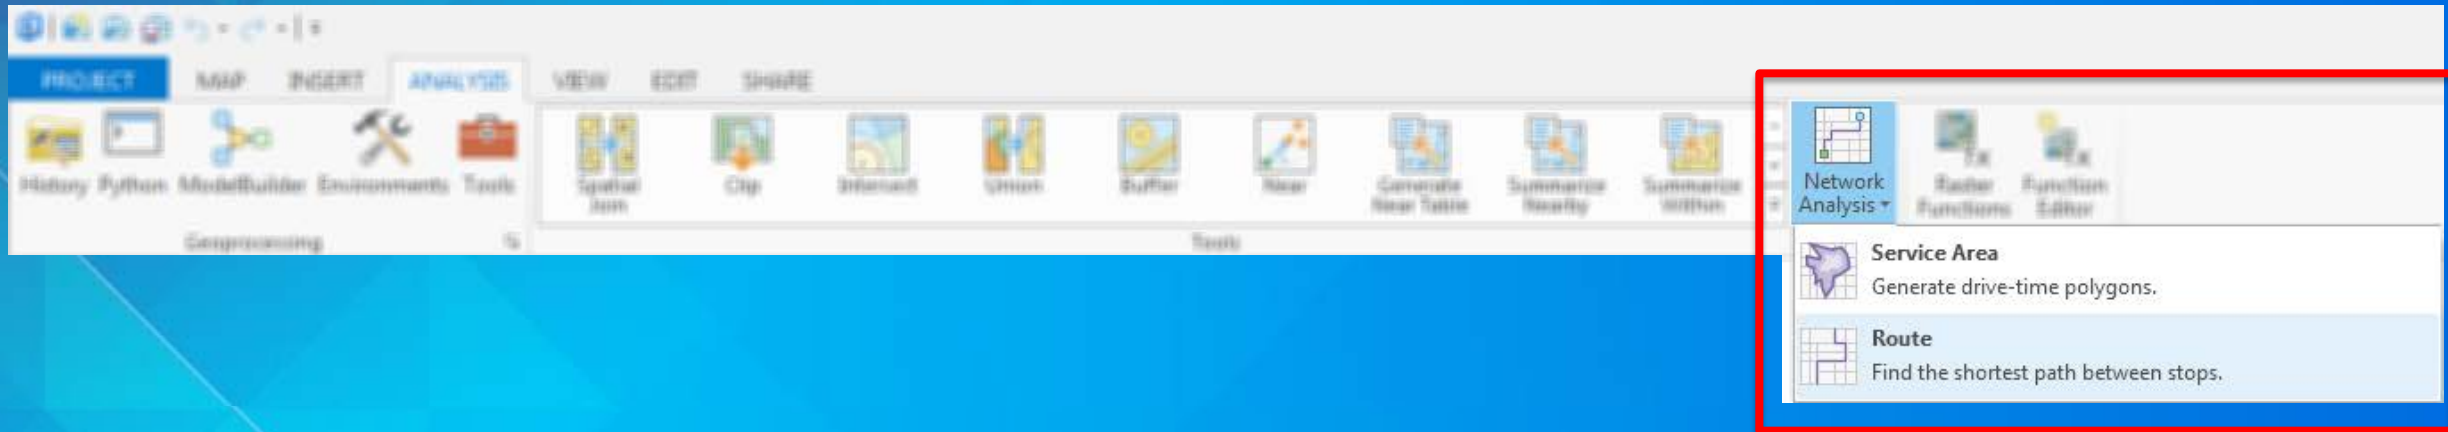 PROJECT MAP INSERT ANALYSIS VIEW EDIT SHARE
History Python ModelBuilder Environments Tools
Spatial Join
Clip
Intersect
Union
Buffer
Near
Generate Near Table
Summarize Nearby
Summarize Within
Network
Analysis
Raster Functions
Function Editor
Geoprocessing
Tools
Service Area
Generate drive-time polygons.
Route
Find the shortest path between stops.